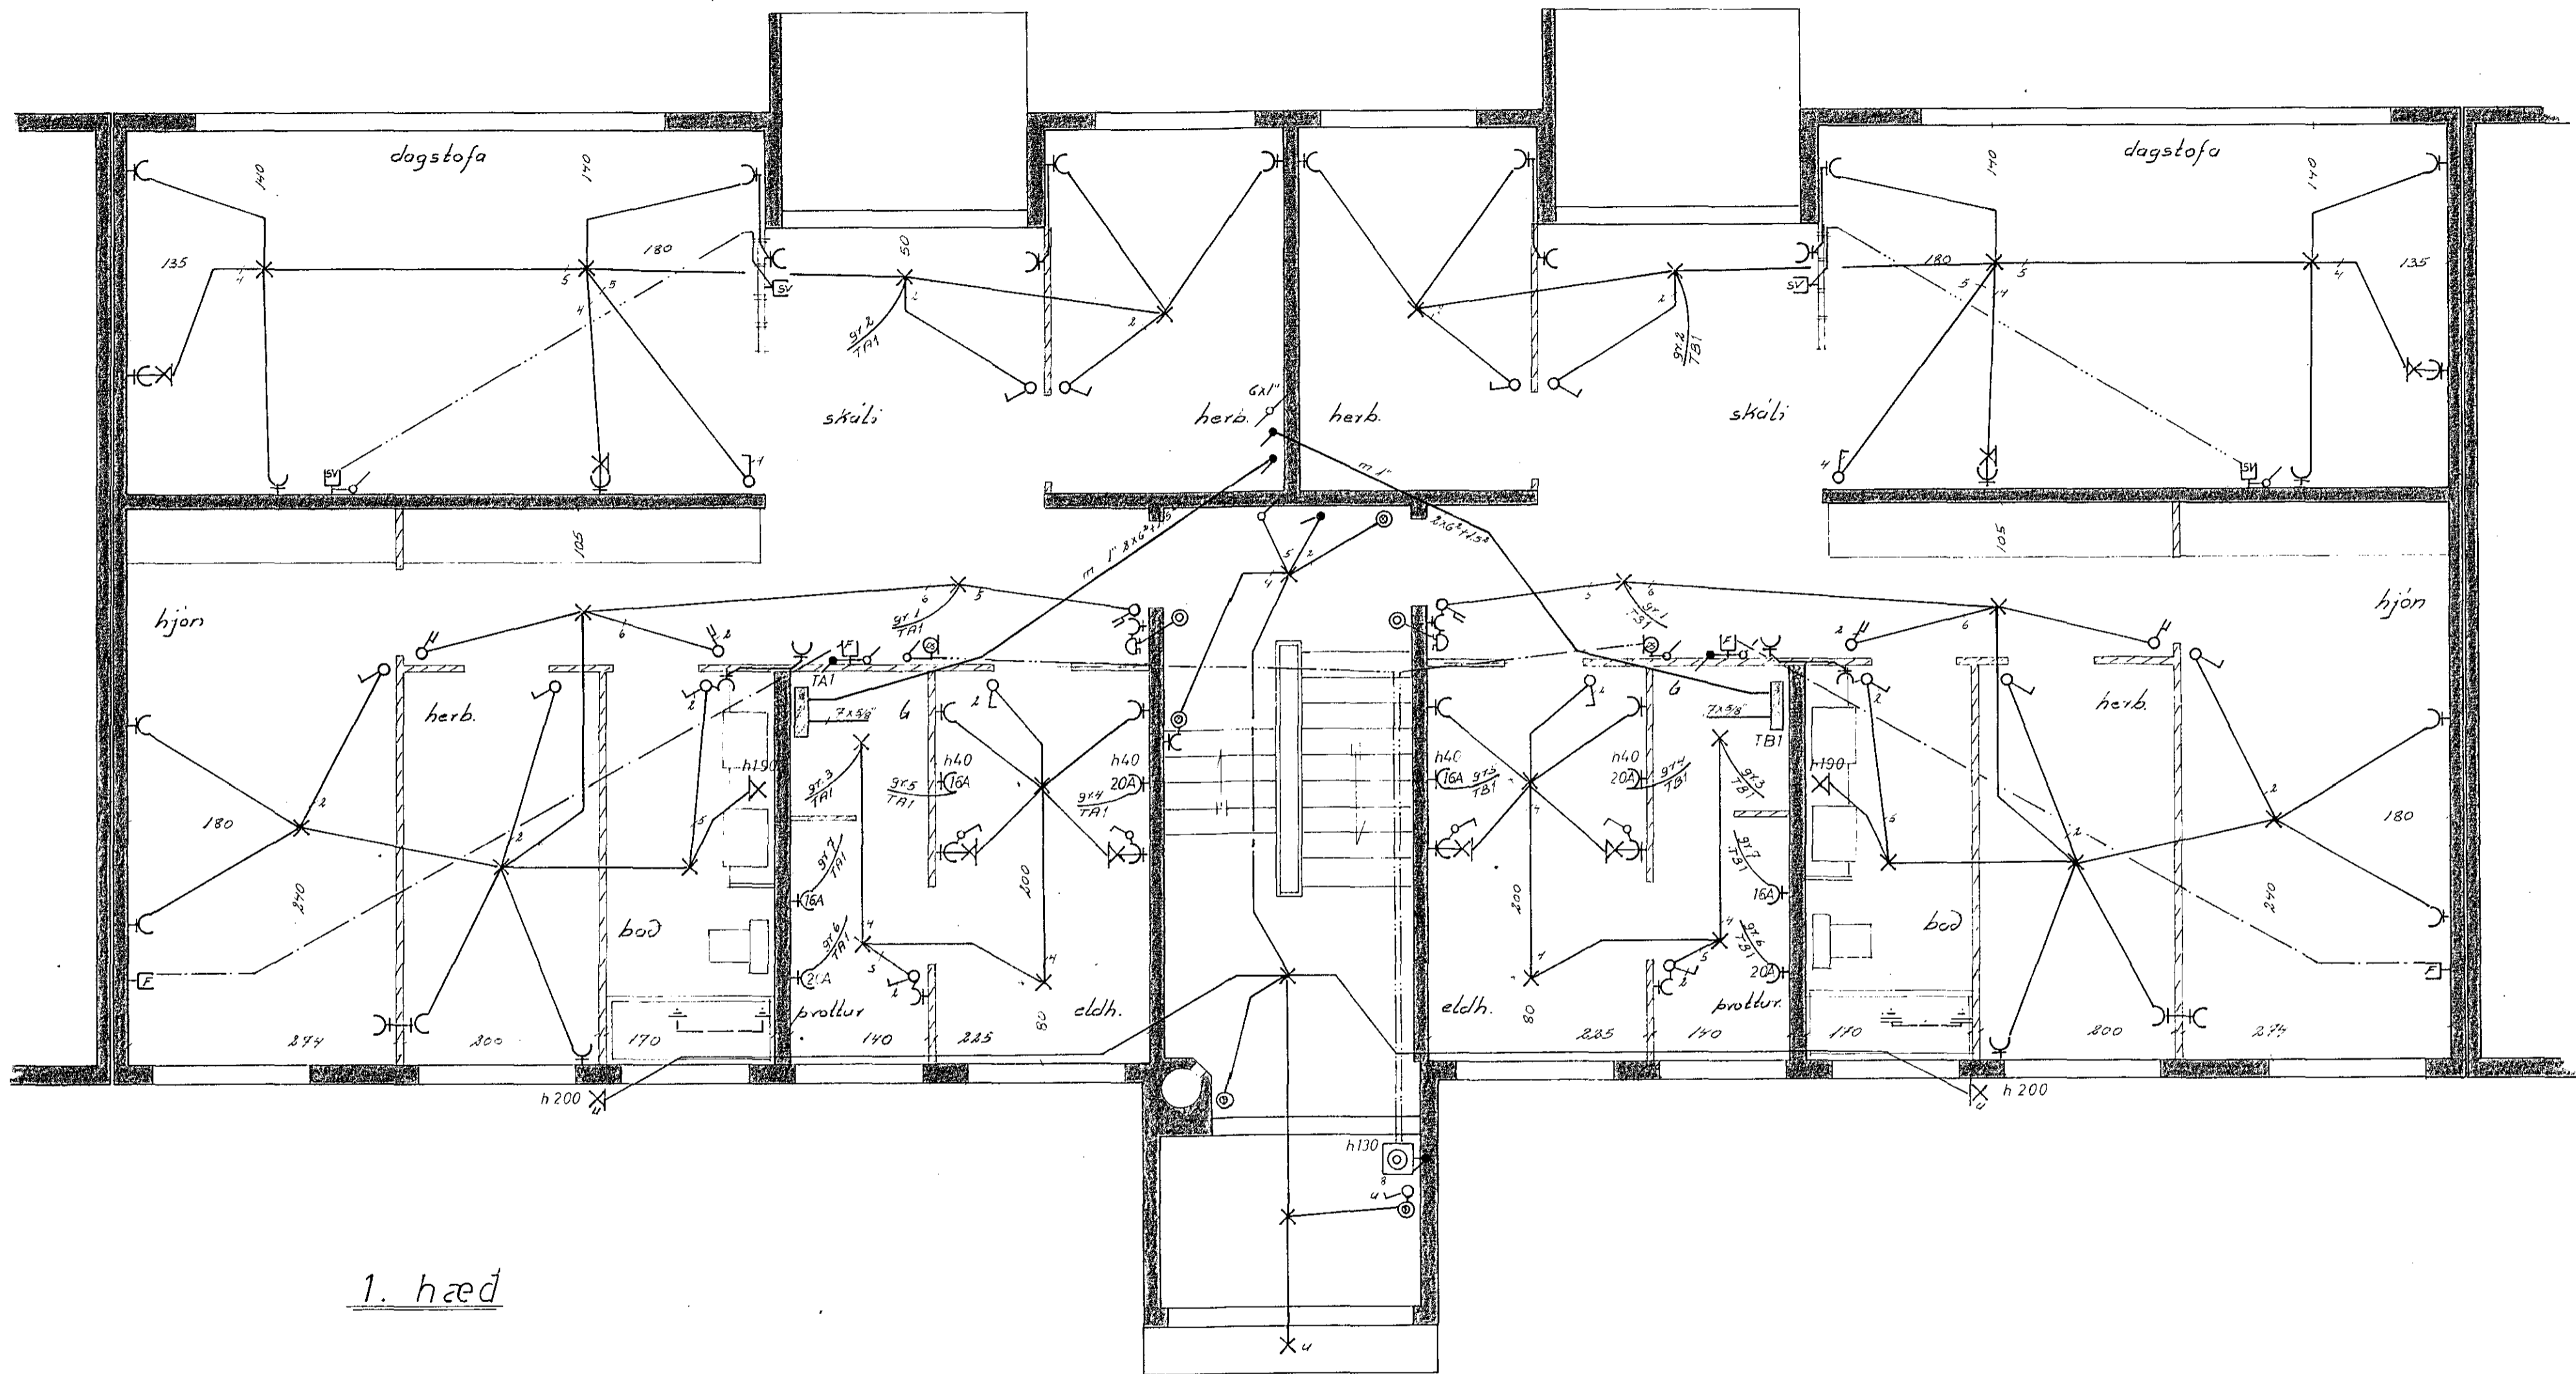 dagstofa
dagstofa
140
140
140
140
135
180
50
180
135
SV
SV
gr.2
TA1
gr.2
TB1
6x1"
skáli
herb.
herb.
skáli
m 1"
SV
SV
4
2x6²+1.5²
105
105
m 1"
hjón
hjón
gr.1
TA1
gr.1
TB1
F
F
TA1
TB1
herb.
herb.
7x5/8"
7x5/8"
G
G
h190
h190
h40
16A
h40
20A
h40
16A
h40
20A
gr.3
TA1
gr.5
TA1
gr.4
TA1
gr.5
TB1
gr.4
TB1
gr.3
TB1
180
180
gr.7
TA1
gr.7
TB1
16A
16A
240
200
200
240
bað
bað
gr.6
TA1
gr.6
TB1
20A
20A
F
F
þvottur
eldh.
eldh.
þvottur.
80
80
274
200
170
140
225
225
140
170
200
274
h 200
u
u
h 200
h130
8
u
1. hæð
u